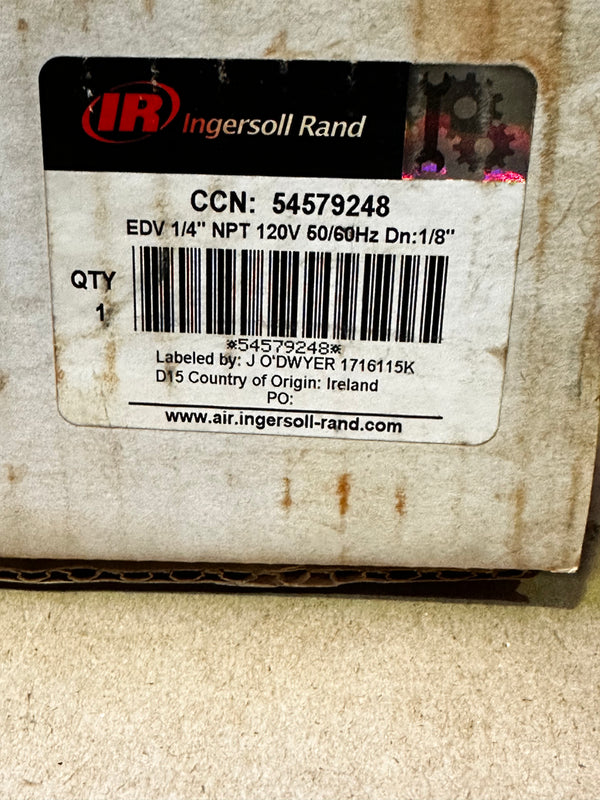 IR Ingersoll Rand
CCN: 54579248
EDV 1/4" NPT 120V 50/60Hz Dn:1/8"
QTY
1
*54579248*
Labeled by: J O'DWYER 1716115K
D15 Country of Origin: Ireland
PO:
www.air.ingersoll-rand.com